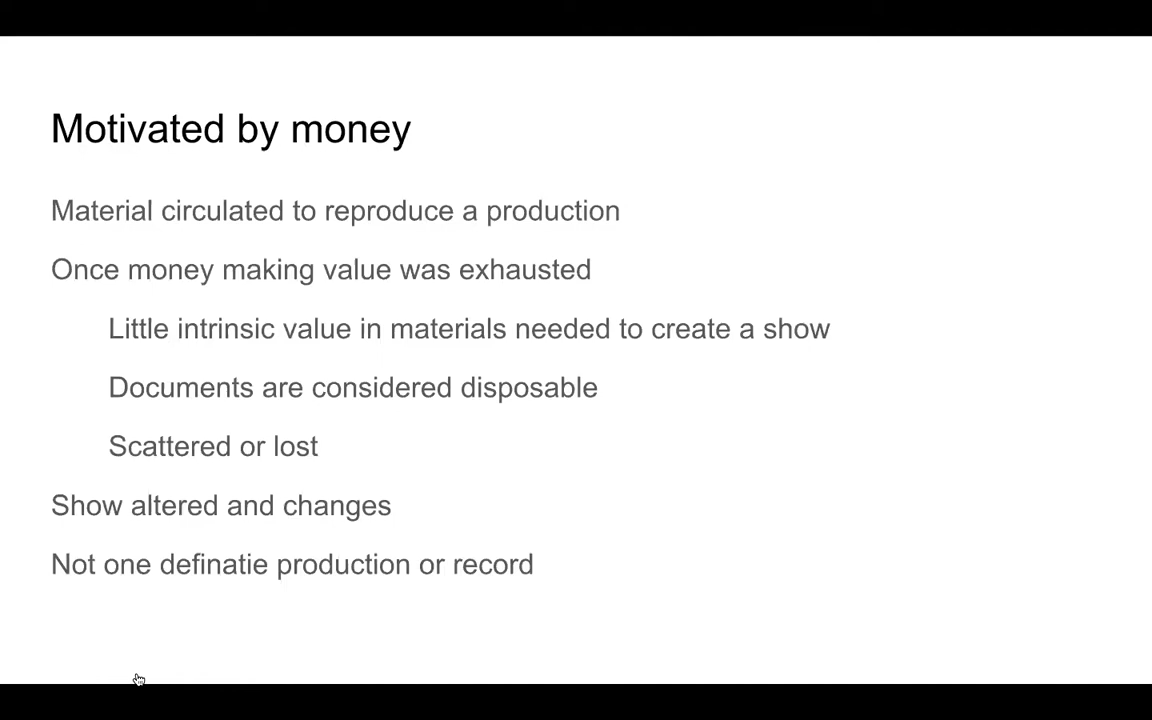 Motivated by money
Material circulated to reproduce a production
Once money making value was exhausted
Little intrinsic value in materials needed to create a show
Documents are considered disposable
Scattered or lost
Show altered and changes
Not one definatie production or record